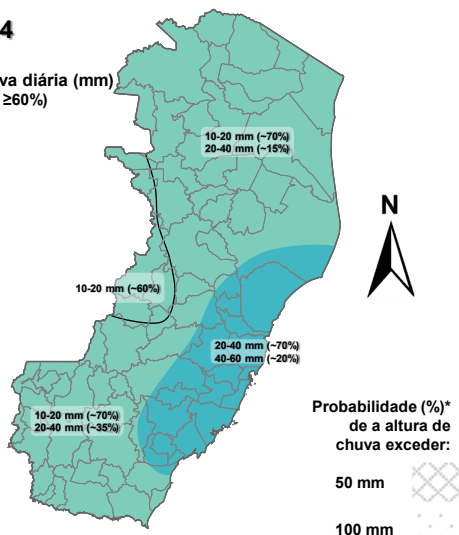 4
va diária (mm)
≥60%)
10-20 mm (~70%)
20-40 mm (~15%)
N
10-20 mm (~60%)
20-40 mm (~70%)
40-60 mm (~20%)
10-20 mm (~70%)
20-40 mm (~35%)
Probabilidade (%)*
de a altura de
chuva exceder:
50 mm
100 mm